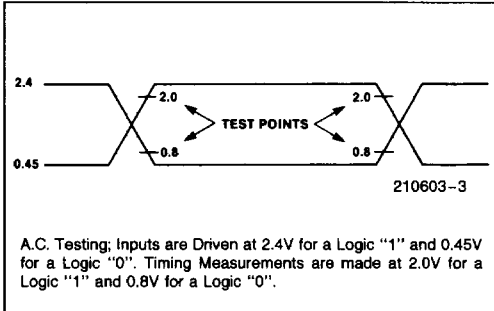 2.4
2.0 2.0
TEST POINTS
0.8 0.8
0.45
210603-3
A.C. Testing; Inputs are Driven at 2.4V for a Logic "1" and 0.45V
for a Logic "0". Timing Measurements are made at 2.0V for a
Logic "1" and 0.8V for a Logic "0".